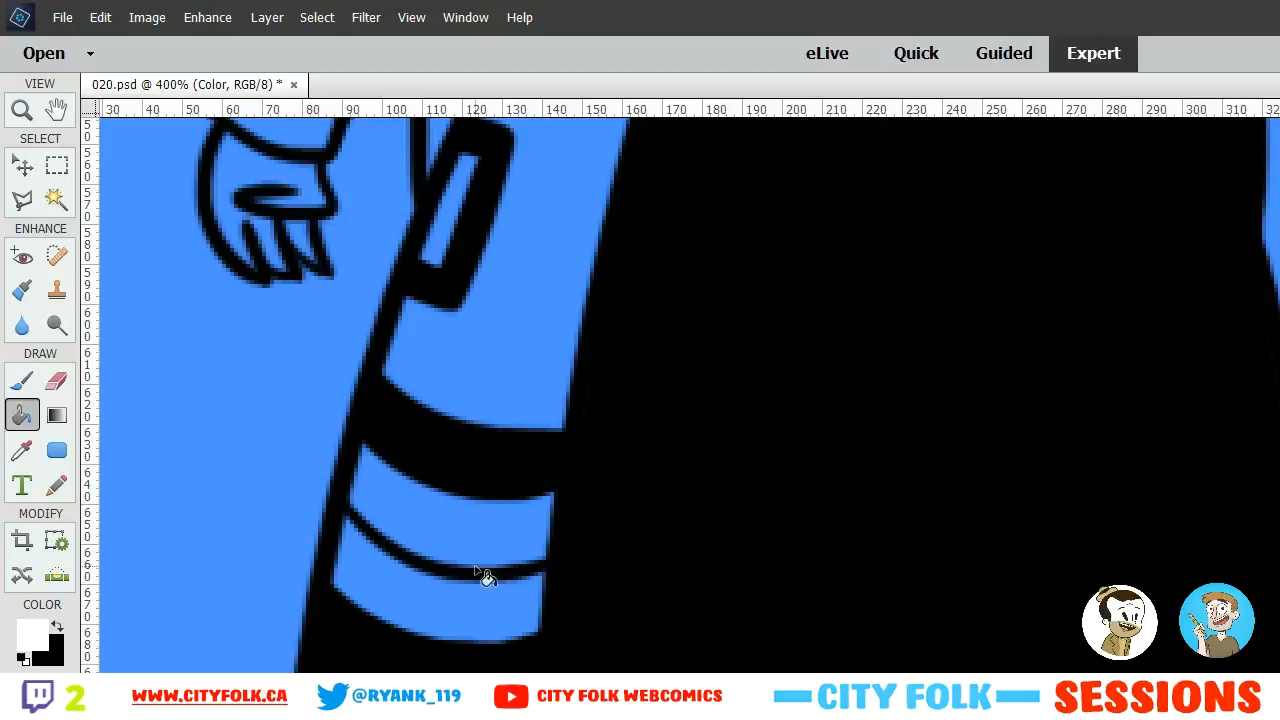 File Edit Image Enhance Layer Select Filter View Window Help
Open eLive Quick Guided Expert
VIEW
020.psd @ 400% (Color, RGB/8) * ×
30 40 50 60 70 80 90 100 110 120 130 140 150 160 170 180 190 200 210 220 230 240 250 260 270 280 290 300 310 32
SELECT
ENHANCE
DRAW
T
MODIFY
COLOR
2 WWW.CITYFOLK.CA @RYANK_119 CITY FOLK WEBCOMICS CITY FOLK SESSIONS